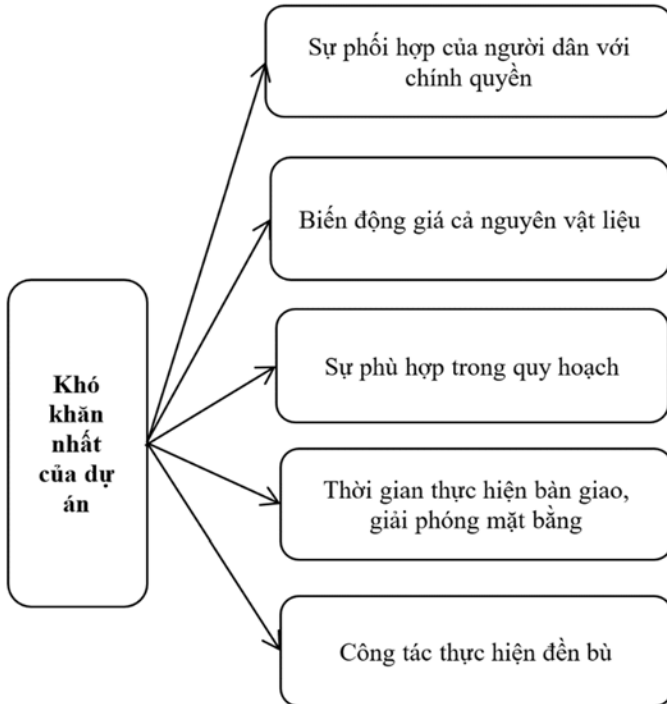 Khó
khăn
nhất
của dự
án
Sự phối hợp của người dân với
chính quyền
Biến động giá cả nguyên vật liệu
Sự phù hợp trong quy hoạch
Thời gian thực hiện bàn giao,
giải phóng mặt bằng
Công tác thực hiện đền bù